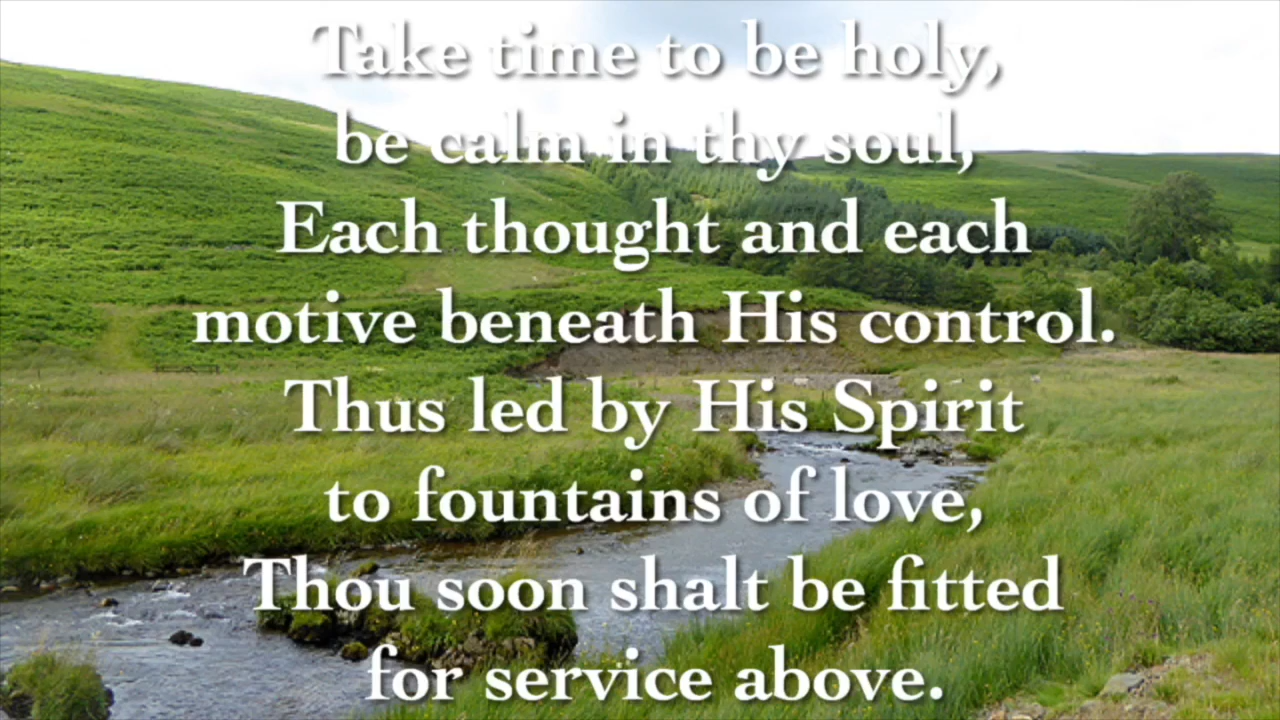 Take time to be holy,
be calm in thy soul,
Each thought and each
motive beneath His control.
Thus led by His Spirit
to fountains of love,
Thou soon shalt be fitted
for service above.